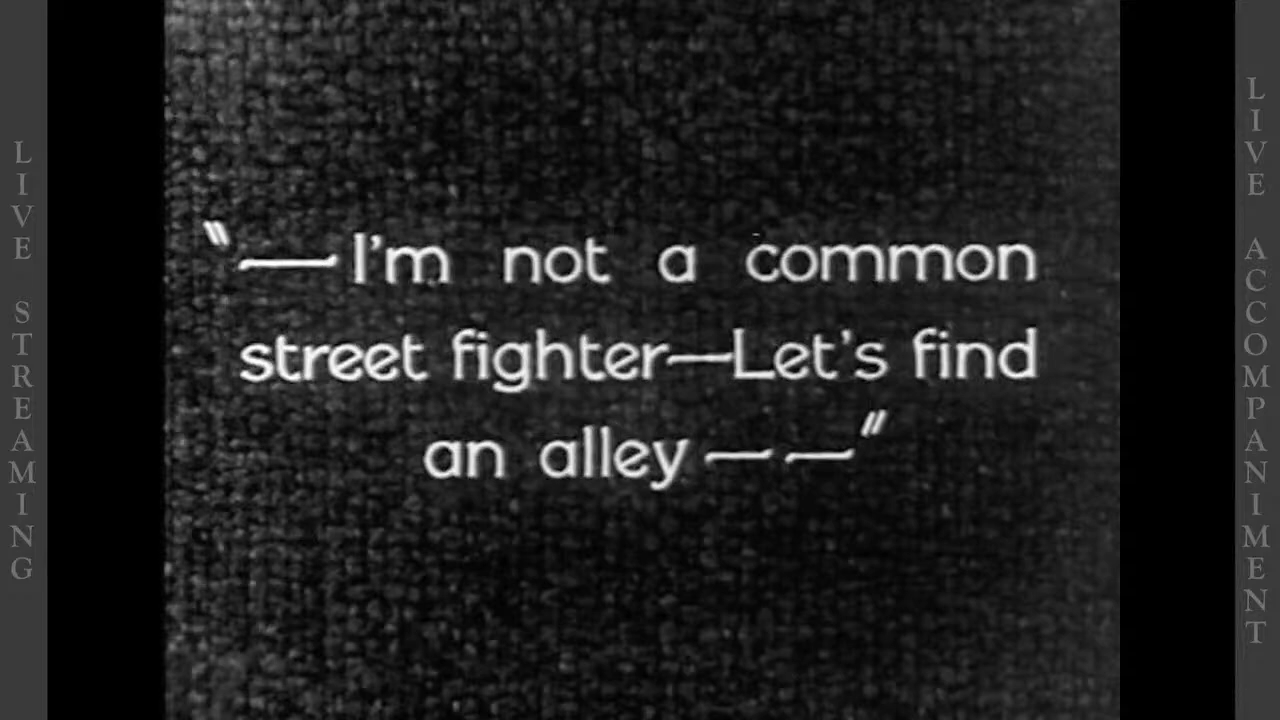 LIVE STREAMING
"—I'm not a common
street fighter—Let's find
an alley — —"
LIVE ACCOMPANIMENT